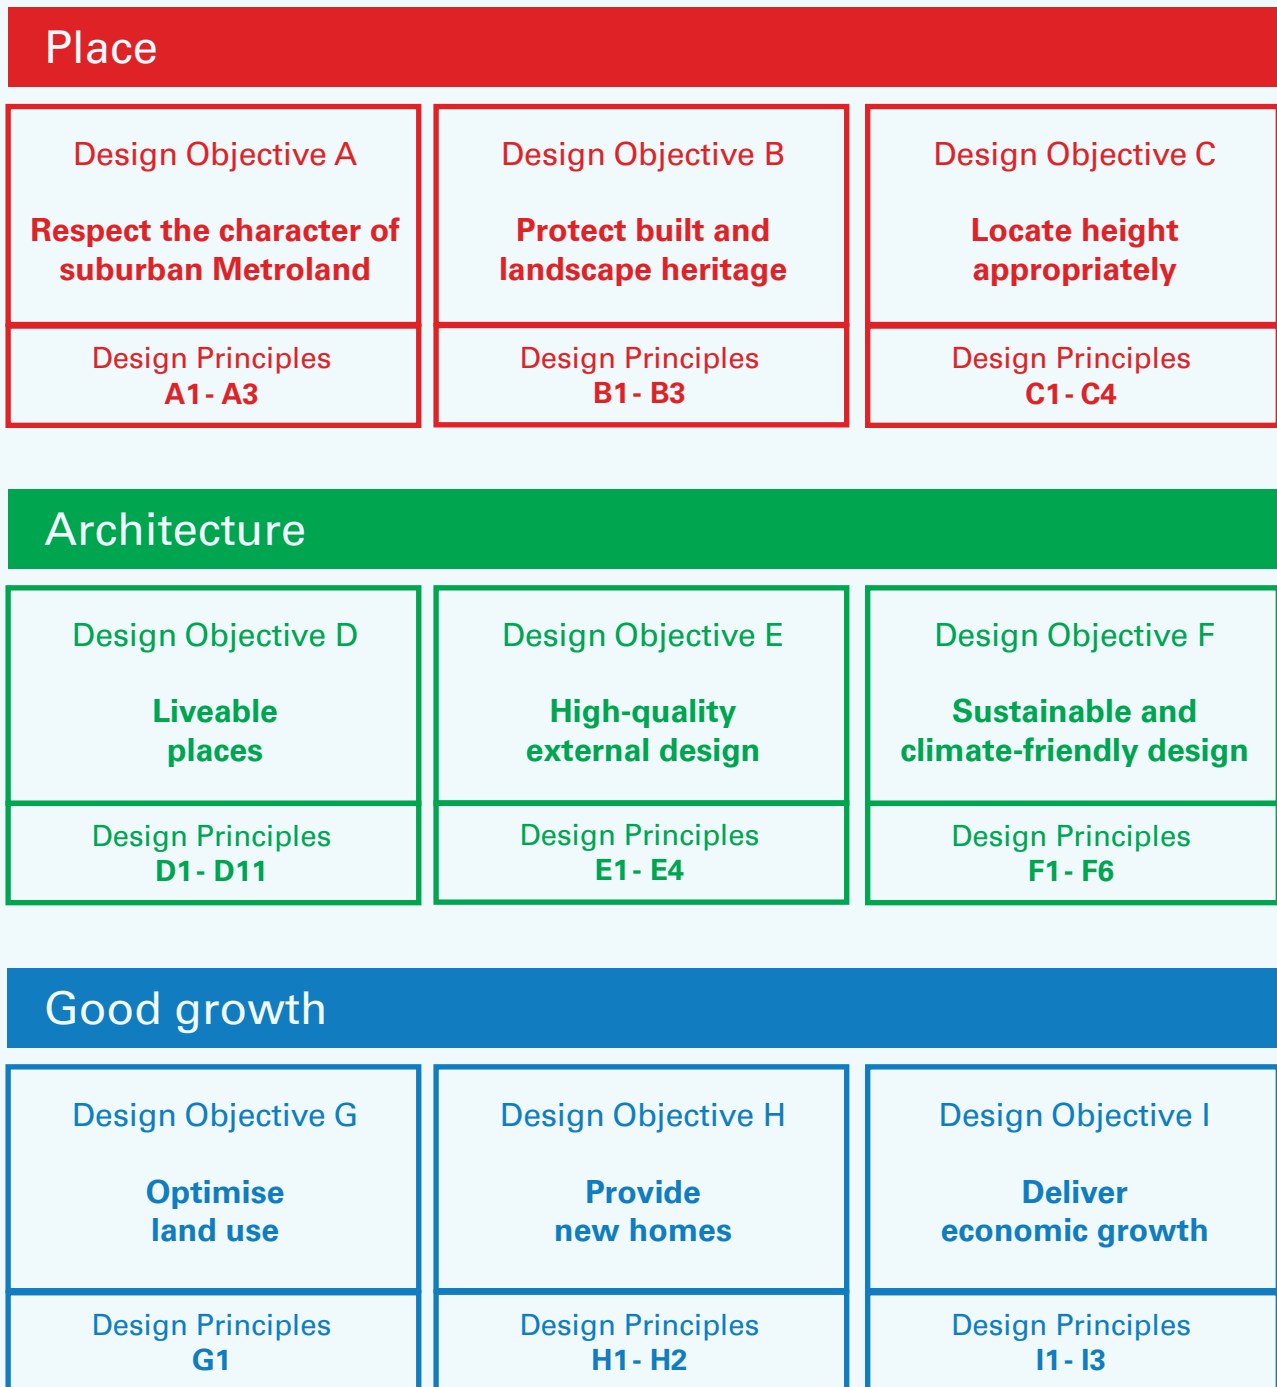 Place
Design Objective A
Respect the character of
suburban Metroland
Design Principles
A1 - A3
Design Objective B
Protect built and
landscape heritage
Design Principles
B1 - B3
Design Objective C
Locate height
appropriately
Design Principles
C1 - C4
Architecture
Design Objective D
Liveable
places
Design Principles
D1 - D11
Design Objective E
High-quality
external design
Design Principles
E1 - E4
Design Objective F
Sustainable and
climate-friendly design
Design Principles
F1 - F6
Good growth
Design Objective G
Optimise
land use
Design Principles
G1
Design Objective H
Provide
new homes
Design Principles
H1 - H2
Design Objective I
Deliver
economic growth
Design Principles
I1 - I3